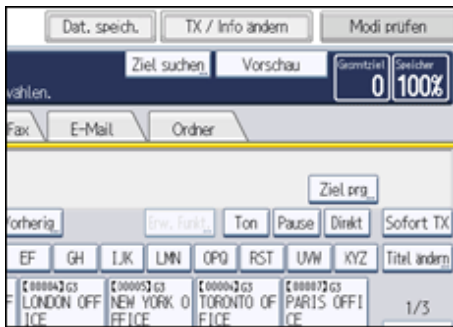 Dat. speich. TX / Info ändern Modi prüfen
Ziel suchen Vorschau Gesamtziel Speicher
wählen. 0 100%
Fax E-Mail Ordner
Ziel prg.
Vorherig. Erw. Funkt. Ton Pause Direkt Sofort TX
EF GH IJK LMN OPQ RST UVW XYZ Titel ändern
[00004]G3 [00005]G3 [00006]G3 [00007]G3
F LONDON OFF NEW YORK O TORONTO OF PARIS OFFI 1/3
ICE FFICE FICE CE